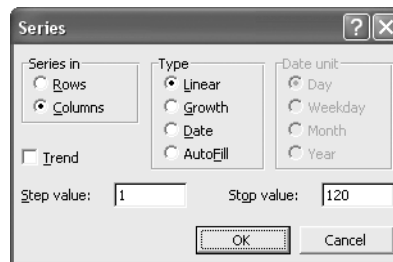 Series
Series in
Rows
Columns
Trend
Type
Linear
Growth
Date
AutoFill
Date unit
Day
Weekday
Month
Year
Step value: 1
Stop value: 120
OK
Cancel